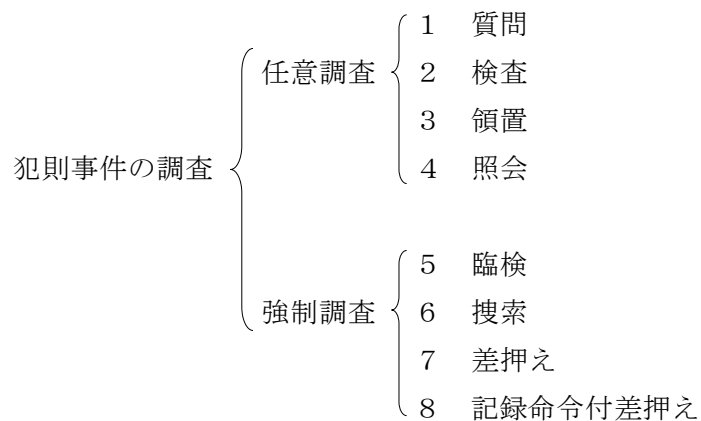 犯則事件の調査
任意調査
１ 質問
２ 検査
３ 領置
４ 照会
強制調査
５ 臨検
６ 捜索
７ 差押え
８ 記録命令付差押え